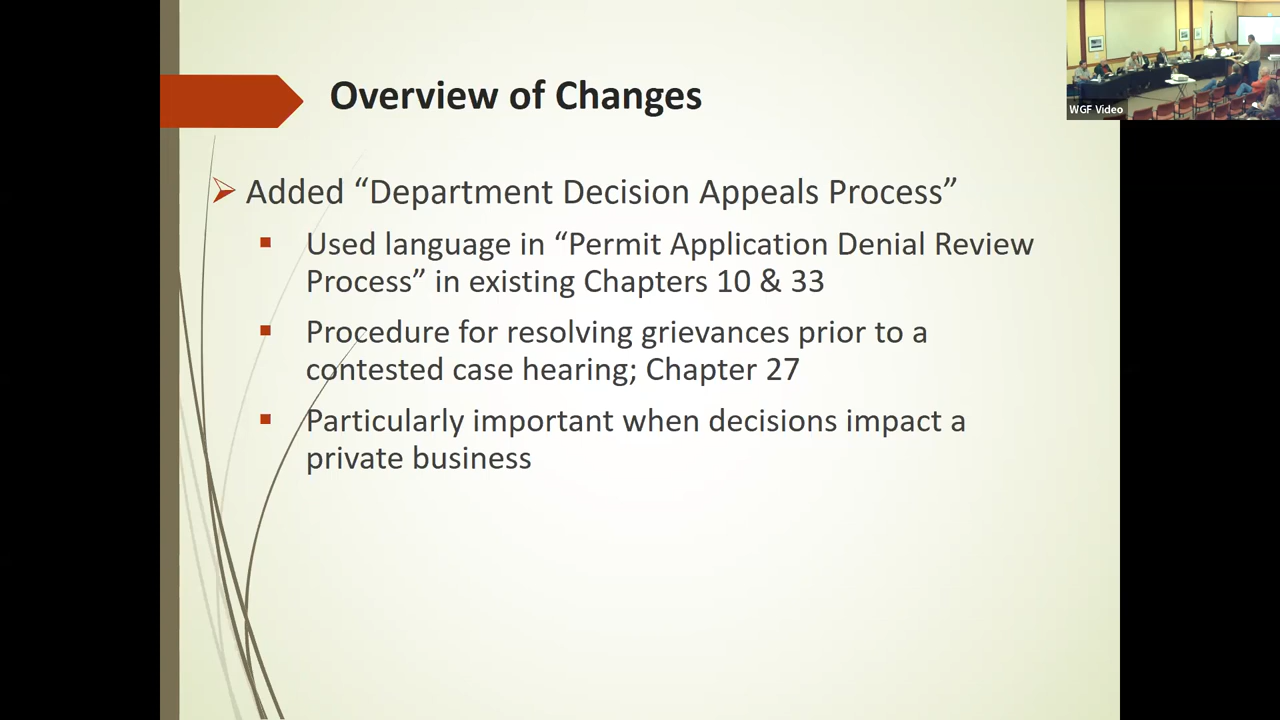 WGF Video
Overview of Changes
Added “Department Decision Appeals Process”
Used language in “Permit Application Denial Review
Process” in existing Chapters 10 & 33
Procedure for resolving grievances prior to a
contested case hearing; Chapter 27
Particularly important when decisions impact a
private business